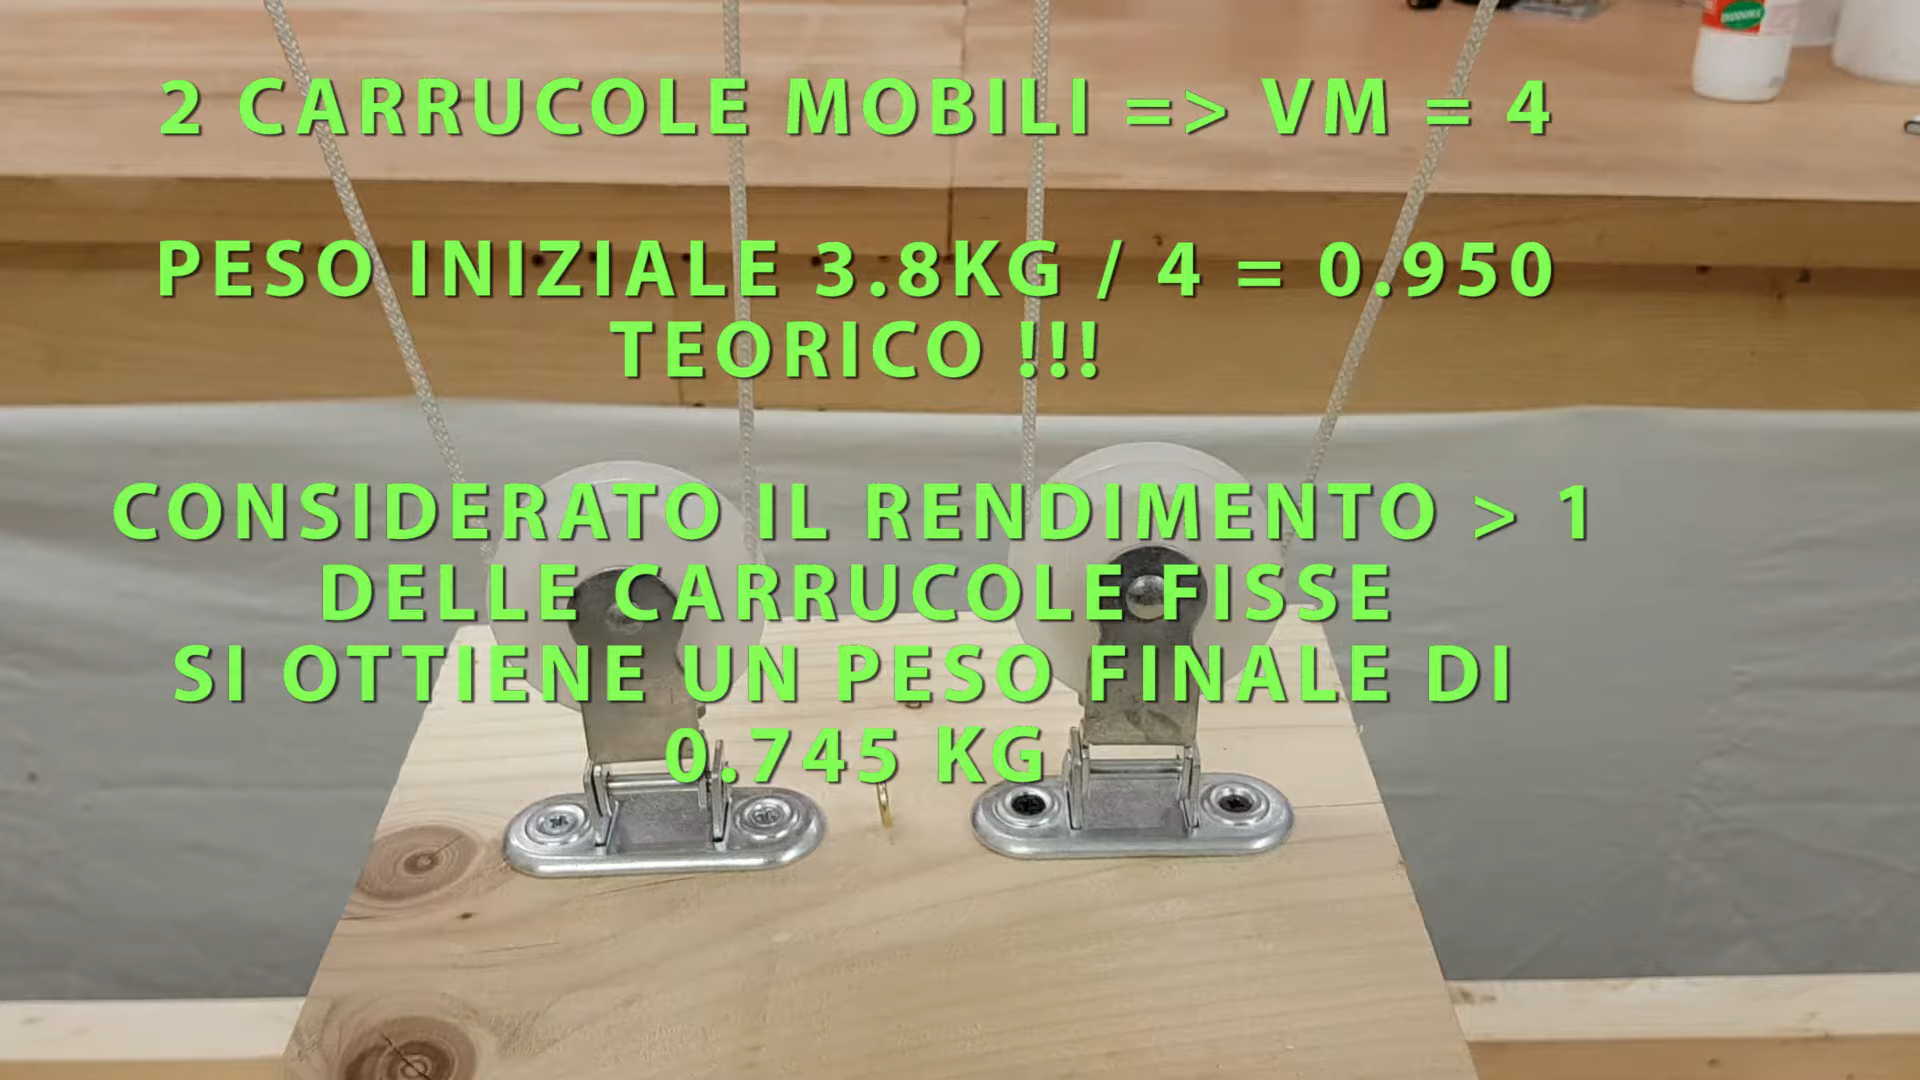 2 CARRUCOLE MOBILI => VM = 4
PESO INIZIALE 3.8KG / 4 = 0.950
TEORICO !!!
CONSIDERATO IL RENDIMENTO > 1
DELLE CARRUCOLE FISSE
SI OTTIENE UN PESO FINALE DI
0.745 KG